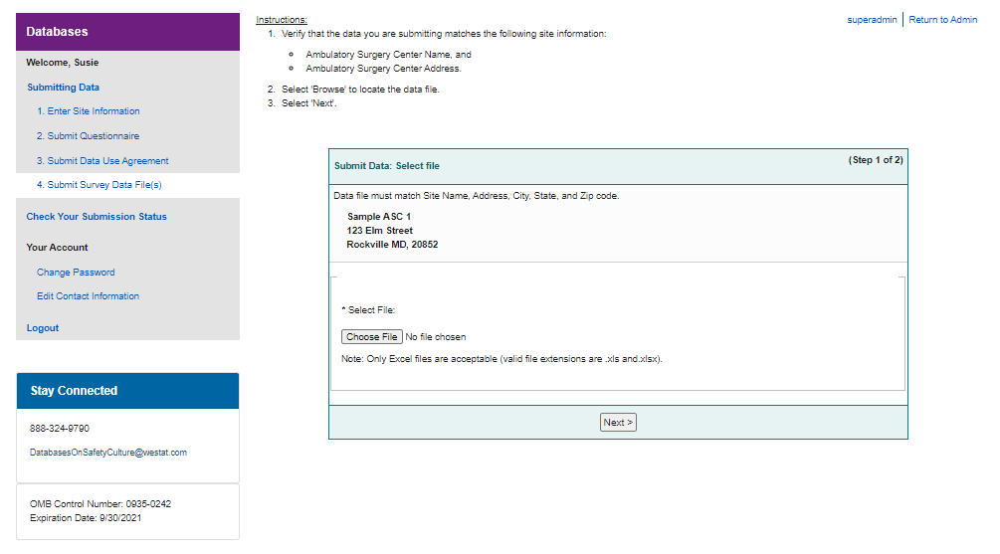 Databases
Welcome, Susie
Submitting Data
1. Enter Site Information
2. Submit Questionnaire
3. Submit Data Use Agreement
4. Submit Survey Data File(s)
Check Your Submission Status
Your Account
Change Password
Edit Contact Information
Logout
Stay Connected
888-324-9790
DatabasesOnSafetyCulture@westat.com
OMB Control Number: 0935-0242
Expiration Date: 9/30/2021
superadmin | Return to Admin
Instructions:
1. Verify that the data you are submitting matches the following site information:
Ambulatory Surgery Center Name, and
Ambulatory Surgery Center Address.
2. Select 'Browse' to locate the data file.
3. Select 'Next'.
Submit Data: Select file (Step 1 of 2)
Data file must match Site Name, Address, City, State, and Zip code.
Sample ASC 1
123 Elm Street
Rockville MD, 20852
* Select File:
Choose File No file chosen
Note: Only Excel files are acceptable (valid file extensions are .xls and.xlsx).
Next >